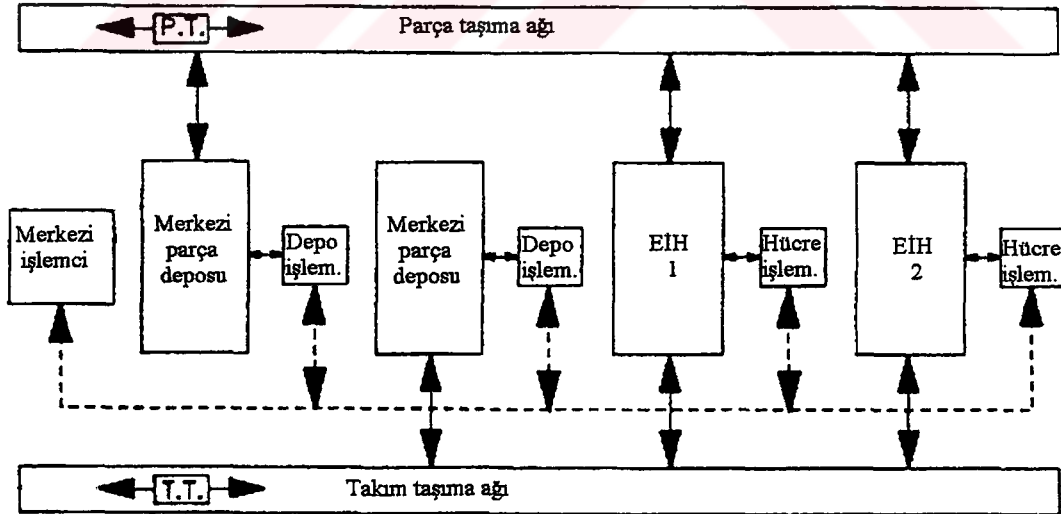 P.T.
Parça taşıma ağı
Merkezi
işlemci
Merkezi
parça
deposu
Depo
işlem.
Merkezi
parça
deposu
Depo
işlem.
EİH
1
Hücre
işlem.
EİH
2
Hücre
işlem.
T.T.
Takım taşıma ağı